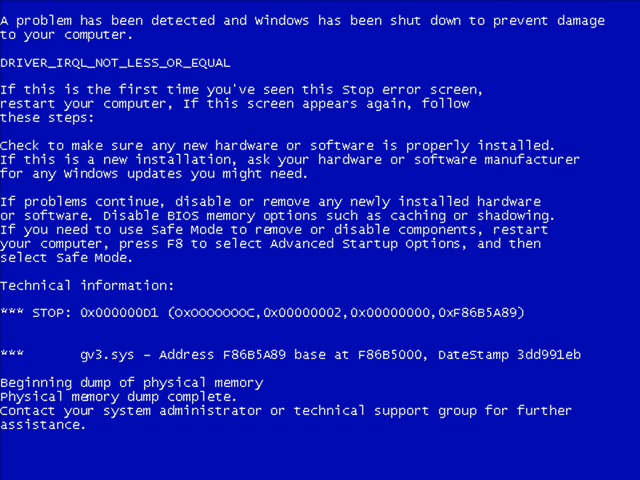 A problem has been detected and Windows has been shut down to prevent damage
to your computer.
DRIVER_IRQL_NOT_LESS_OR_EQUAL
If this is the first time you've seen this Stop error screen,
restart your computer, If this screen appears again, follow
these steps:
Check to make sure any new hardware or software is properly installed.
If this is a new installation, ask your hardware or software manufacturer
for any Windows updates you might need.
If problems continue, disable or remove any newly installed hardware
or software. Disable BIOS memory options such as caching or shadowing.
If you need to use Safe Mode to remove or disable components, restart
your computer, press F8 to select Advanced Startup Options, and then
select Safe Mode.
Technical information:
*** STOP: 0x000000D1 (0x0000000C,0x00000002,0x00000000,0xF86B5A89)
*** gv3.sys – Address F86B5A89 base at F86B5000, DateStamp 3dd991eb
Beginning dump of physical memory
Physical memory dump complete.
Contact your system administrator or technical support group for further
assistance.